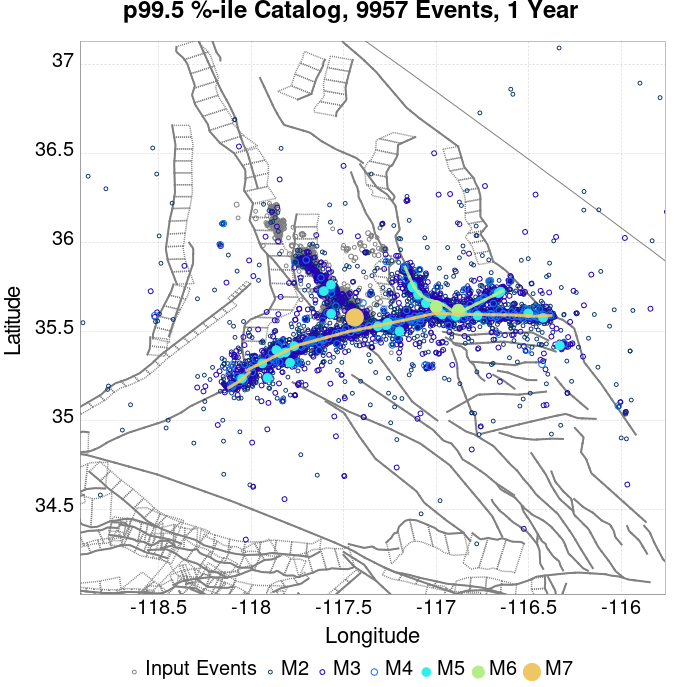 p99.5 %-ile Catalog, 9957 Events, 1 Year
37
36.5
36
35.5
35
34.5
Latitude
-118.5 -118 -117.5 -117 -116.5 -116
Longitude
Input Events M2 M3 M4 M5 M6 M7